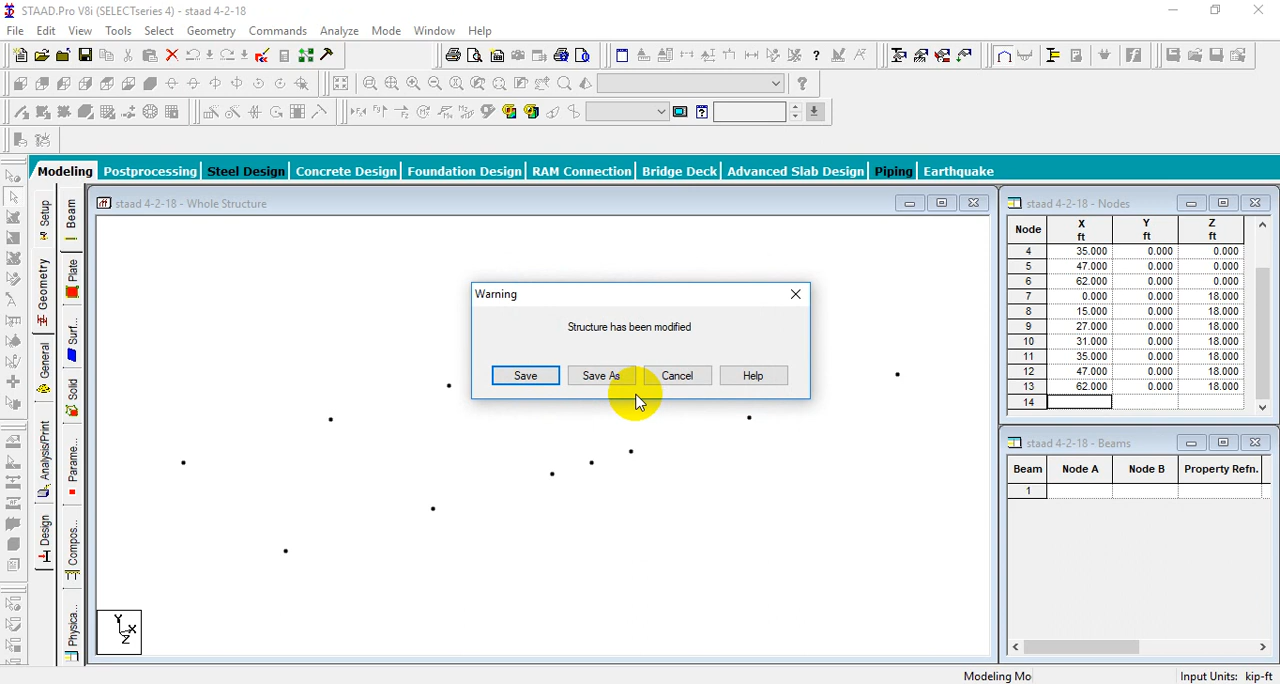 STAAD.Pro V8i (SELECTseries 4) - staad 4-2-18
File Edit View Tools Select Geometry Commands Analyze Mode Window Help
Modeling Postprocessing Steel Design Concrete Design Foundation Design RAM Connection Bridge Deck Advanced Slab Design Piping Earthquake
Setup
Geometry
General
Analysis/Print
Design
Beam
Plate
Surf...
Solid
Parame...
Compos...
Physica...
staad 4-2-18 - Whole Structure
Warning
Structure has been modified
Save Save As Cancel Help
Y
X
Z
staad 4-2-18 - Nodes
Node X ft Y ft Z ft
4 35.000 0.000 0.000
5 47.000 0.000 0.000
6 62.000 0.000 0.000
7 0.000 0.000 18.000
8 15.000 0.000 18.000
9 27.000 0.000 18.000
10 31.000 0.000 18.000
11 35.000 0.000 18.000
12 47.000 0.000 18.000
13 62.000 0.000 18.000
14
staad 4-2-18 - Beams
Beam Node A Node B Property Refn.
1
Modeling Mo Input Units: kip-ft